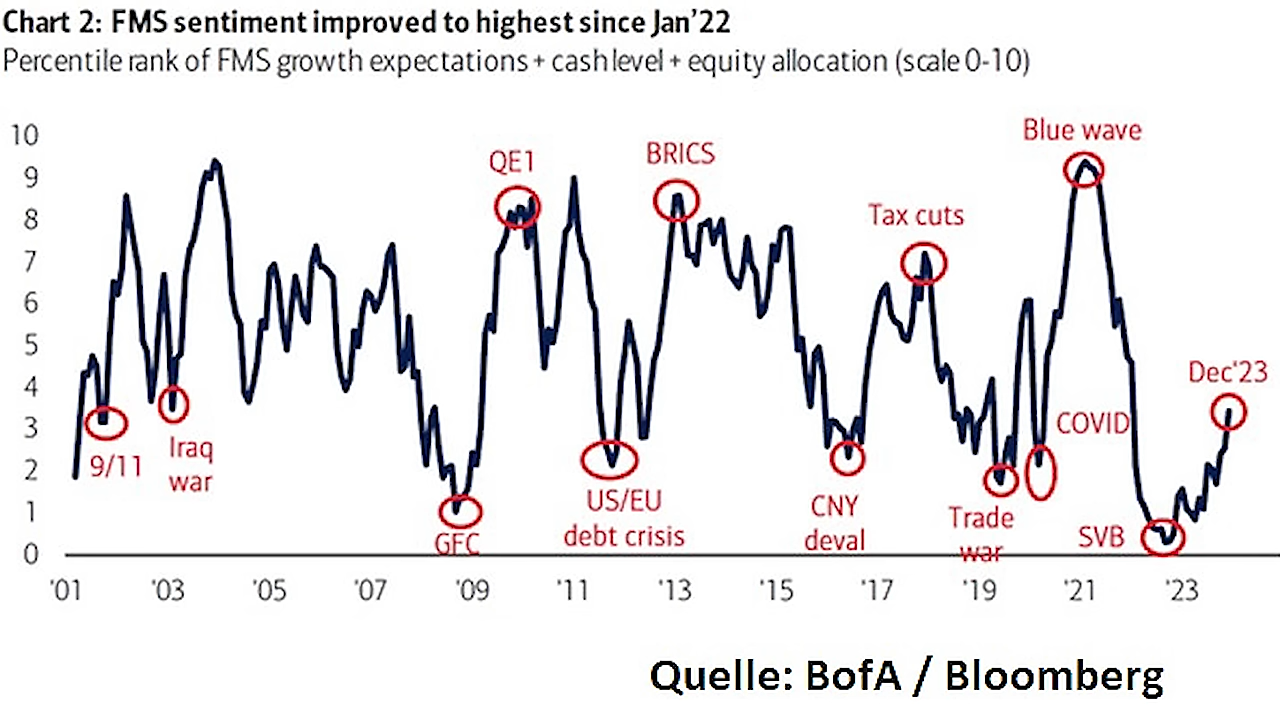 Chart 2: FMS sentiment improved to highest since Jan'22
Percentile rank of FMS growth expectations + cash level + equity allocation (scale 0-10)
10
9
8
7
6
5
4
3
2
1
0
9/11
Iraq
war
GFC
QE1
US/EU
debt crisis
BRICS
CNY
deval
Tax cuts
Trade
war
COVID
Blue wave
SVB
Dec'23
'01 '03 '05 '07 '09 '11 '13 '15 '17 '19 '21 '23
Quelle: BofA / Bloomberg